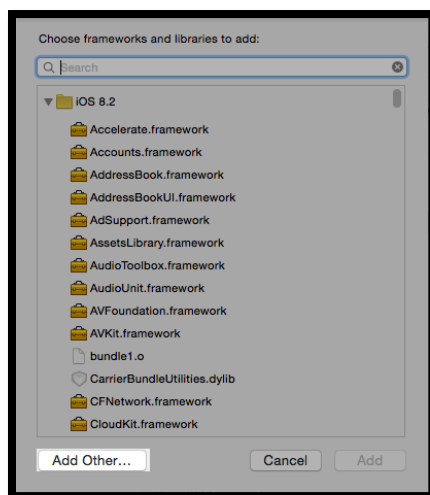 Choose frameworks and libraries to add:
Search
iOS 8.2
Accelerate.framework
Accounts.framework
AddressBook.framework
AddressBookUI.framework
AdSupport.framework
AssetsLibrary.framework
AudioToolbox.framework
AudioUnit.framework
AVFoundation.framework
AVKit.framework
bundle1.o
CarrierBundleUtilities.dylib
CFNetwork.framework
CloudKit.framework
Add Other... Cancel Add